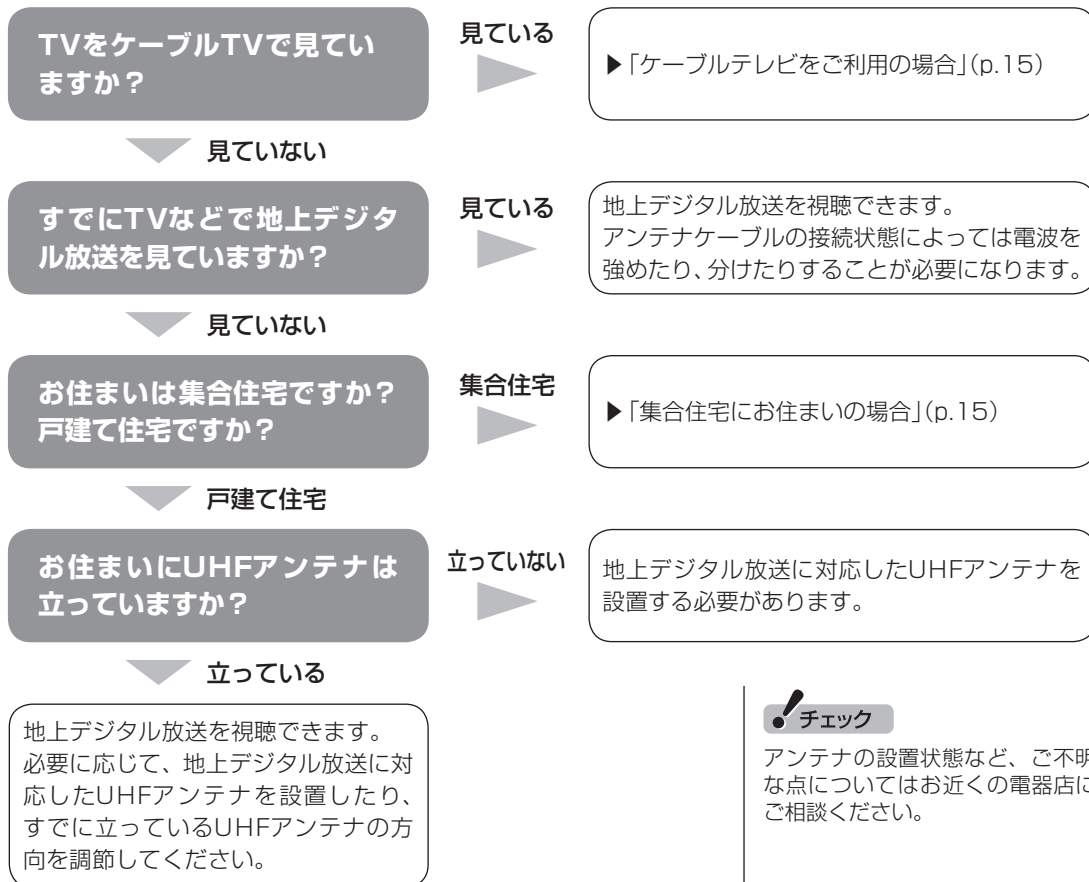 TVをケーブルTVで見てい
ますか？
見ている
▶「ケーブルテレビをご利用の場合」(p.15)
見ていない
すでにTVなどで地上デジタ
ル放送を見ていますか？
見ている
地上デジタル放送を視聴できます。
アンテナケーブルの接続状態によっては電波を
強めたり、分けたりすることが必要になります。
見ていない
お住まいは集合住宅ですか？
戸建て住宅ですか？
集合住宅
▶「集合住宅にお住まいの場合」(p.15)
戸建て住宅
お住まいにUHFアンテナは
立っていますか？
立っていない
地上デジタル放送に対応したUHFアンテナを
設置する必要があります。
立っている
地上デジタル放送を視聴できます。
必要に応じて、地上デジタル放送に対
応したUHFアンテナを設置したり、
すでに立っているUHFアンテナの方
向を調節してください。
チェック
アンテナの設置状態など、ご不明
な点についてはお近くの電器店に
ご相談ください。